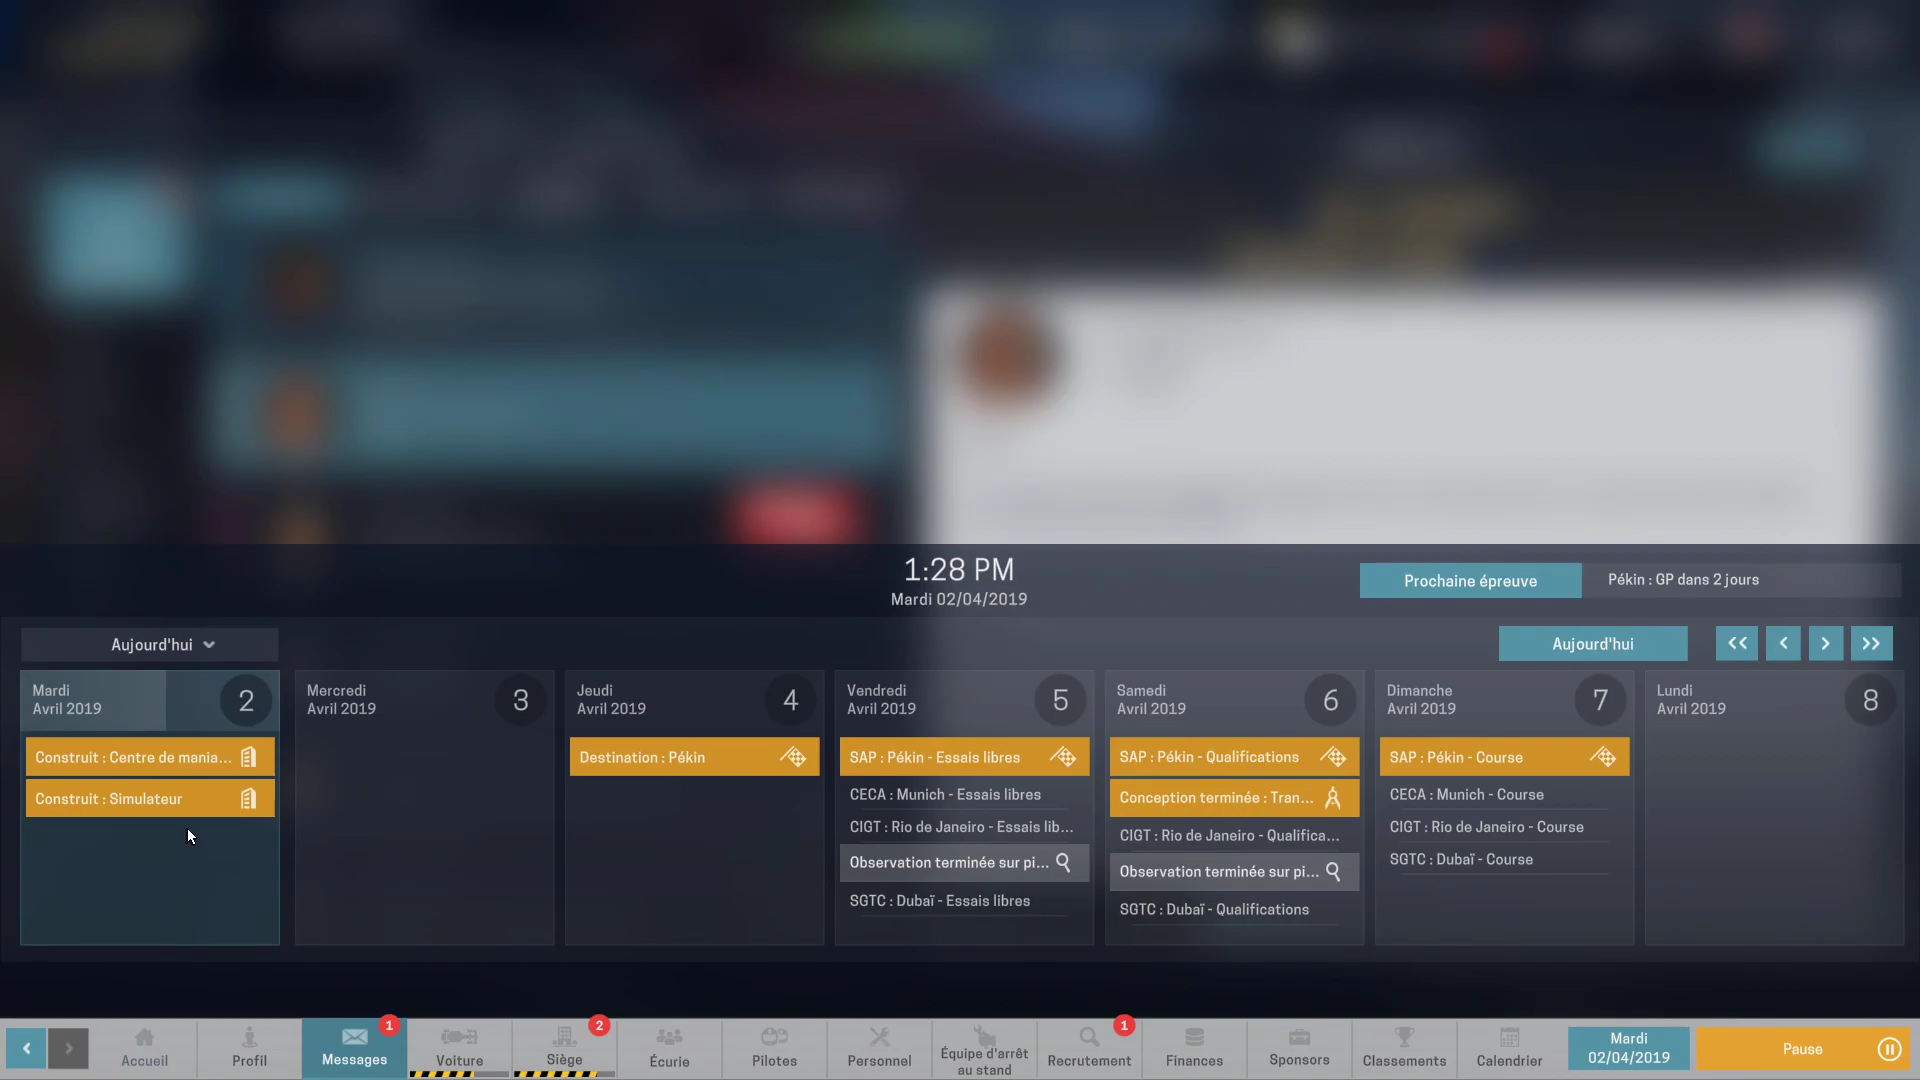 1:28 PM
Mardi 02/04/2019
Prochaine épreuve
Pékin : GP dans 2 jours
Aujourd'hui
Aujourd'hui
Mardi
Avril 2019
2
Construit : Centre de mania...
Construit : Simulateur
Mercredi
Avril 2019
3
Jeudi
Avril 2019
4
Destination : Pékin
Vendredi
Avril 2019
5
SAP : Pékin - Essais libres
CECA : Munich - Essais libres
CIGT : Rio de Janeiro - Essais lib...
Observation terminée sur pi...
SGTC : Dubaï - Essais libres
Samedi
Avril 2019
6
SAP : Pékin - Qualifications
Conception terminée : Tran...
CIGT : Rio de Janeiro - Qualifica...
Observation terminée sur pi...
SGTC : Dubaï - Qualifications
Dimanche
Avril 2019
7
SAP : Pékin - Course
CECA : Munich - Course
CIGT : Rio de Janeiro - Course
SGTC : Dubaï - Course
Lundi
Avril 2019
8
Accueil
Profil
1
Messages
Voiture
2
Siège
Écurie
Pilotes
Personnel
Équipe d'arrêt
au stand
1
Recrutement
Finances
Sponsors
Classements
Calendrier
Mardi
02/04/2019
Pause